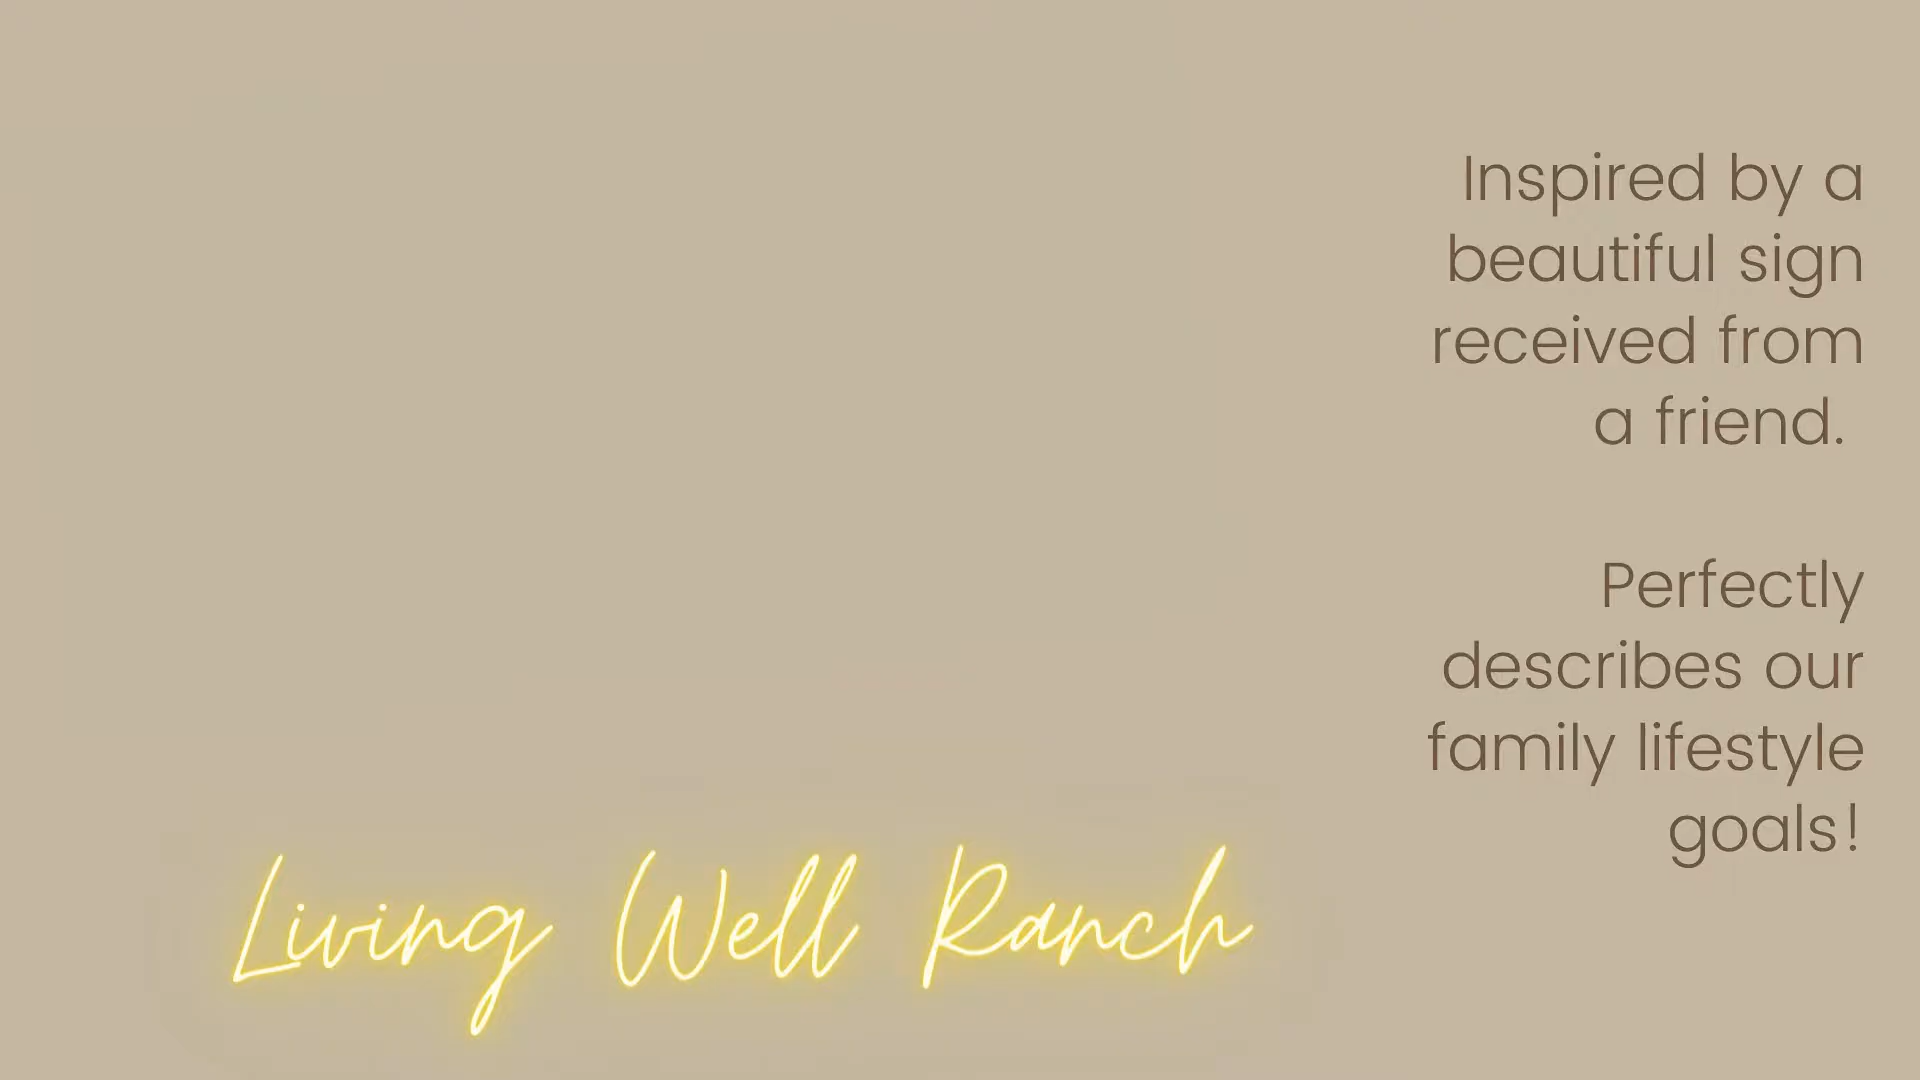 Inspired by a
beautiful sign
received from
a friend.
Perfectly
describes our
family lifestyle
goals!
Living Well Ranch